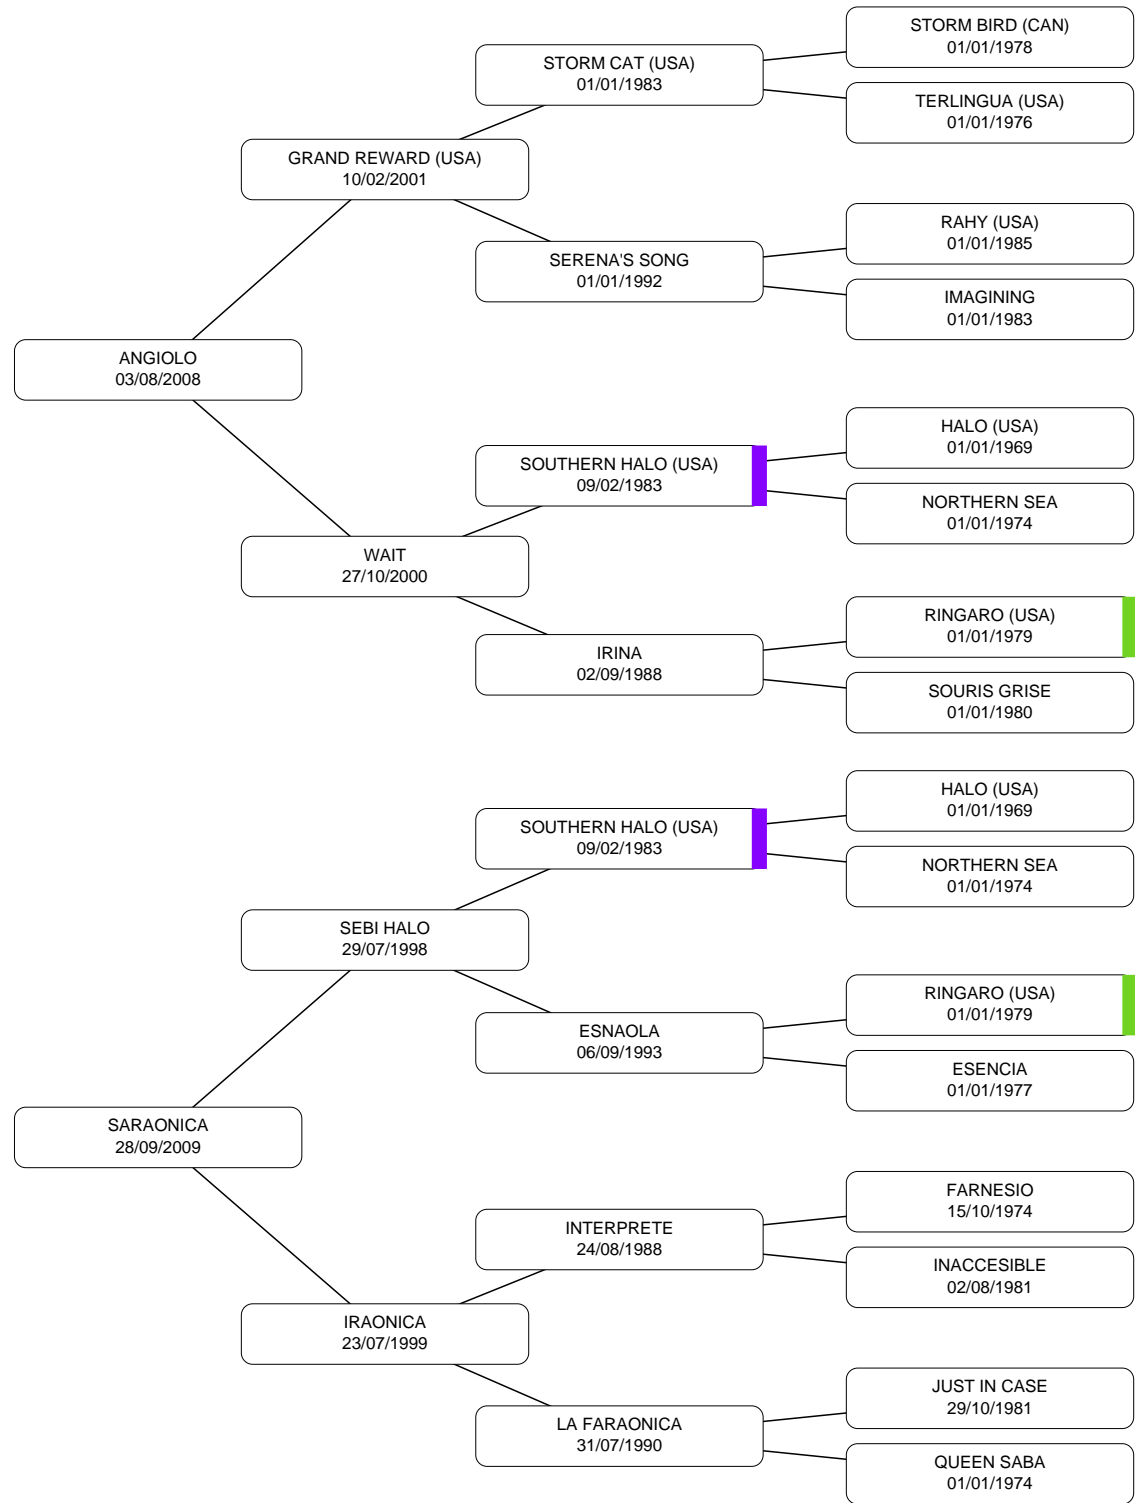 STORM BIRD (CAN)
01/01/1978
STORM CAT (USA)
01/01/1983
TERLINGUA (USA)
01/01/1976
GRAND REWARD (USA)
10/02/2001
RAHY (USA)
01/01/1985
SERENA'S SONG
01/01/1992
IMAGINING
01/01/1983
ANGIOLO
03/08/2008
HALO (USA)
01/01/1969
SOUTHERN HALO (USA)
09/02/1983
NORTHERN SEA
01/01/1974
WAIT
27/10/2000
RINGARO (USA)
01/01/1979
IRINA
02/09/1988
SOURIS GRISE
01/01/1980
HALO (USA)
01/01/1969
SOUTHERN HALO (USA)
09/02/1983
NORTHERN SEA
01/01/1974
SEBI HALO
29/07/1998
RINGARO (USA)
01/01/1979
ESNAOLA
06/09/1993
ESENCIA
01/01/1977
SARAONICA
28/09/2009
FARNESIO
15/10/1974
INTERPRETE
24/08/1988
INACCESIBLE
02/08/1981
IRAONICA
23/07/1999
JUST IN CASE
29/10/1981
LA FARAONICA
31/07/1990
QUEEN SABA
01/01/1974